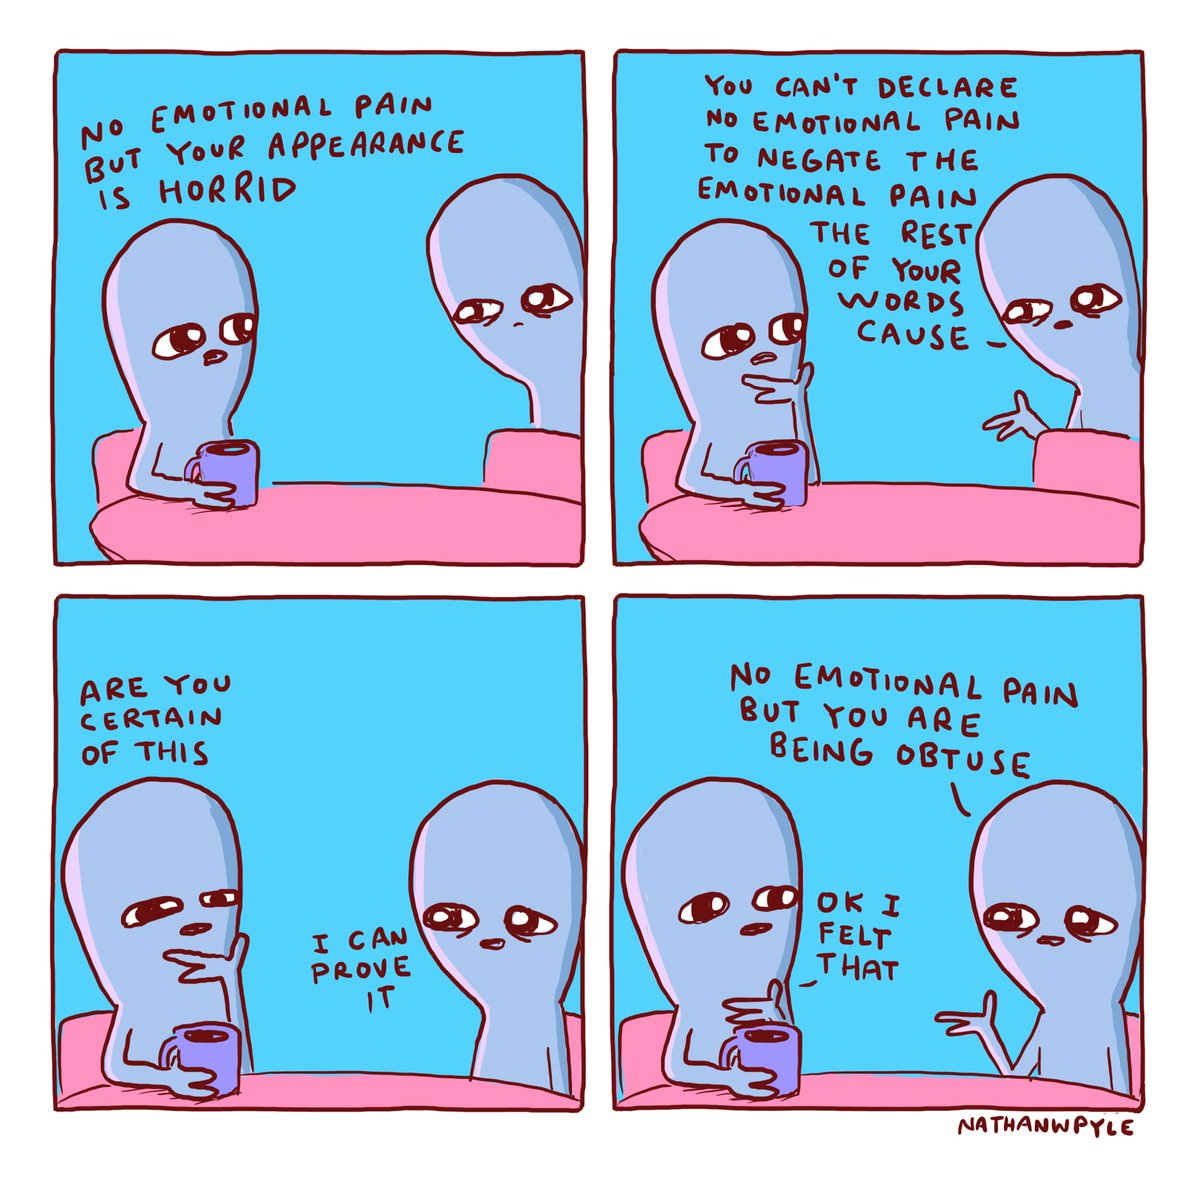 NO EMOTIONAL PAIN
BUT YOUR APPEARANCE
IS HORRID
YOU CAN'T DECLARE
NO EMOTIONAL PAIN
TO NEGATE THE
EMOTIONAL PAIN
THE REST
OF YOUR
WORDS
CAUSE
ARE YOU
CERTAIN
OF THIS
I CAN
PROVE
IT
NO EMOTIONAL PAIN
BUT YOU ARE
BEING OBTUSE
OK I
FELT
THAT
NATHANWPYLE